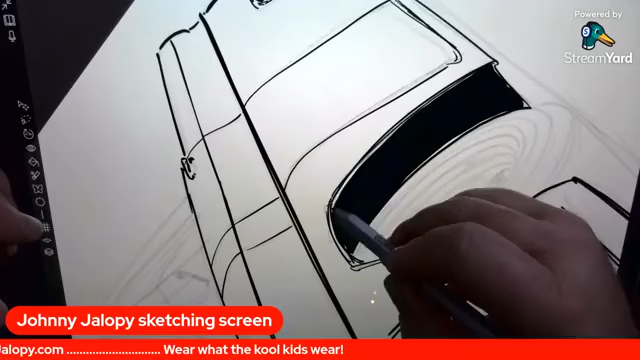 Powered by
StreamYard
Johnny Jalopy sketching screen
Jalopy.com ............................ Wear what the kool kids wear!